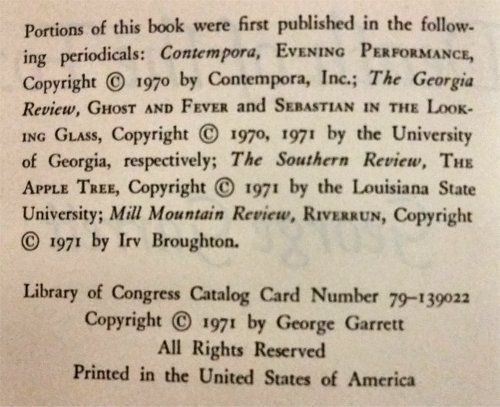 Portions of this book were first published in the follow-
ing periodicals: Contempora, EVENING PERFORMANCE,
Copyright © 1970 by Contempora, Inc.; The Georgia
Review, GHOST AND FEVER and SEBASTIAN IN THE LOOK-
ING GLASS, Copyright © 1970, 1971 by the University
of Georgia, respectively; The Southern Review, THE
APPLE TREE, Copyright © 1971 by the Louisiana State
University; Mill Mountain Review, RIVERRUN, Copyright
© 1971 by Irv Broughton.
Library of Congress Catalog Card Number 79–139022
Copyright © 1971 by George Garrett
All Rights Reserved
Printed in the United States of America